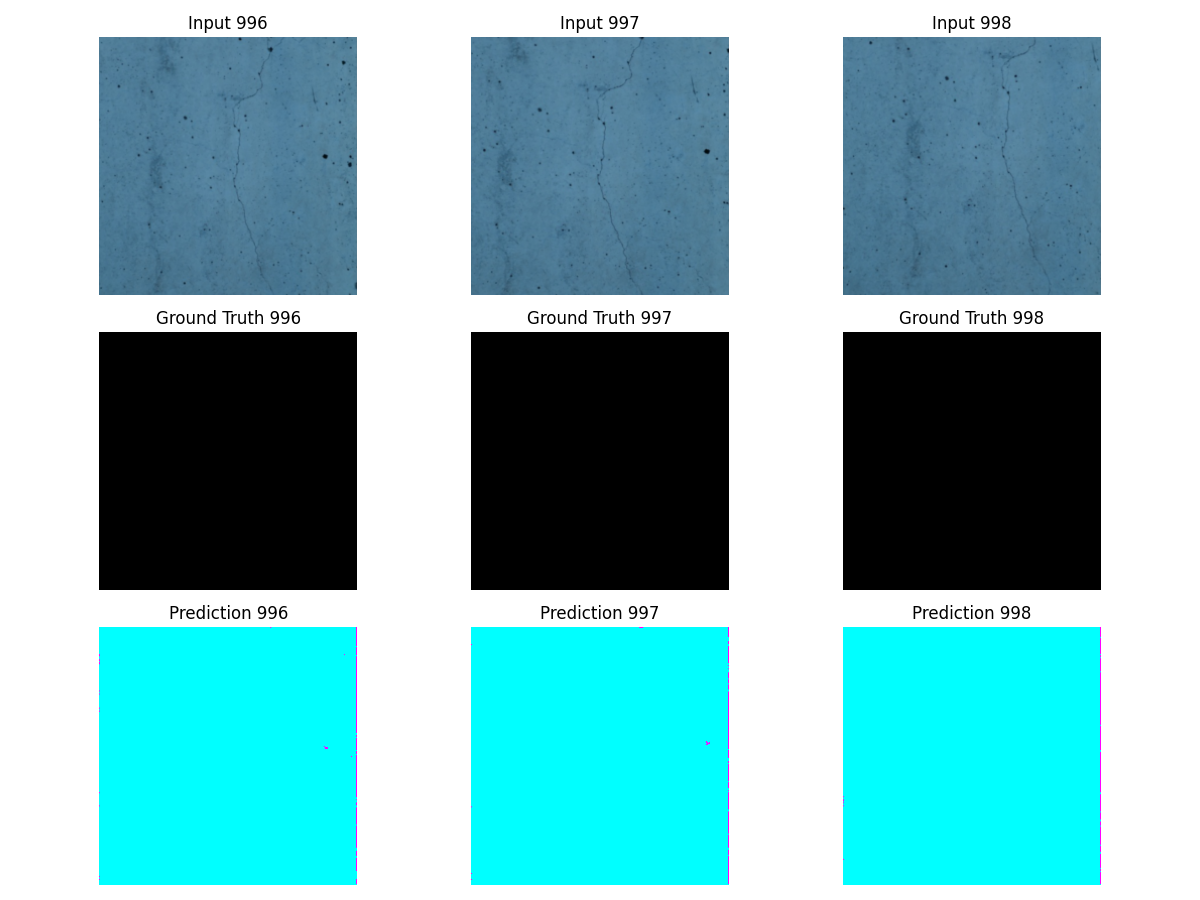 Input 996
Input 997
Input 998
Ground Truth 996
Ground Truth 997
Ground Truth 998
Prediction 996
Prediction 997
Prediction 998